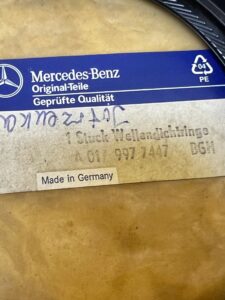 Mercedes-Benz
Original-Teile
Geprüfte Qualität
04
PE
1 Stück Wellendichtringe
A 017 997 7447 BGH
Made in Germany